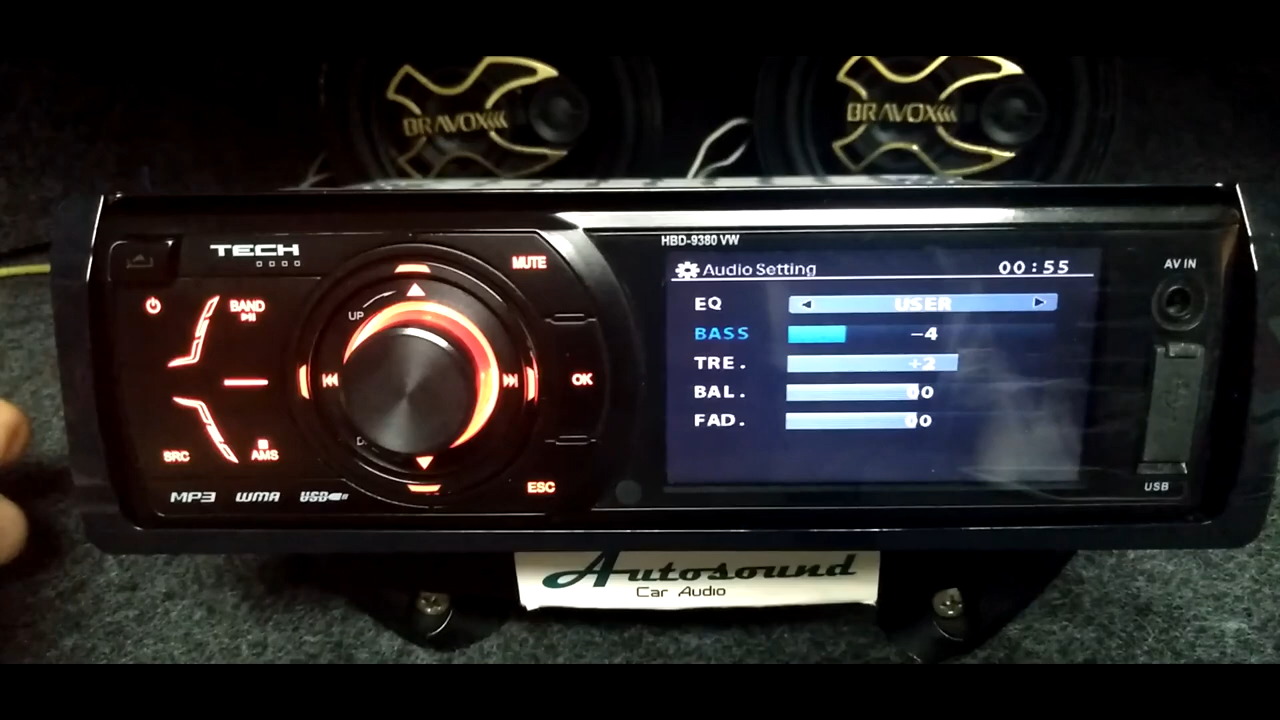 BRAVOX
BRAVOX
HBD-9380 VW
TECH
MUTE
BAND
UP
OK
SRC
AMS
ESC
MP3 WMA USB
Audio Setting 00:55
EQ USER
BASS -4
TRE. +2
BAL. 00
FAD. 00
AV IN
USB
Autosound
Car Audio